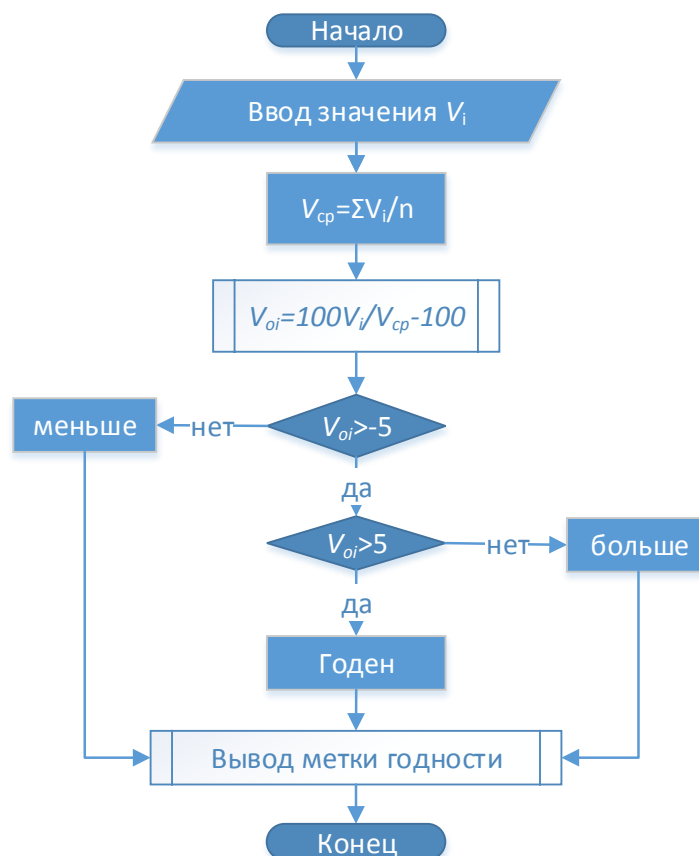 Начало
Ввод значения Vi
Vср=ΣVi/n
Voi=100Vi/Vср-100
Voi>-5
нет
меньше
да
Voi>5
нет
больше
да
Годен
Вывод метки годности
Конец